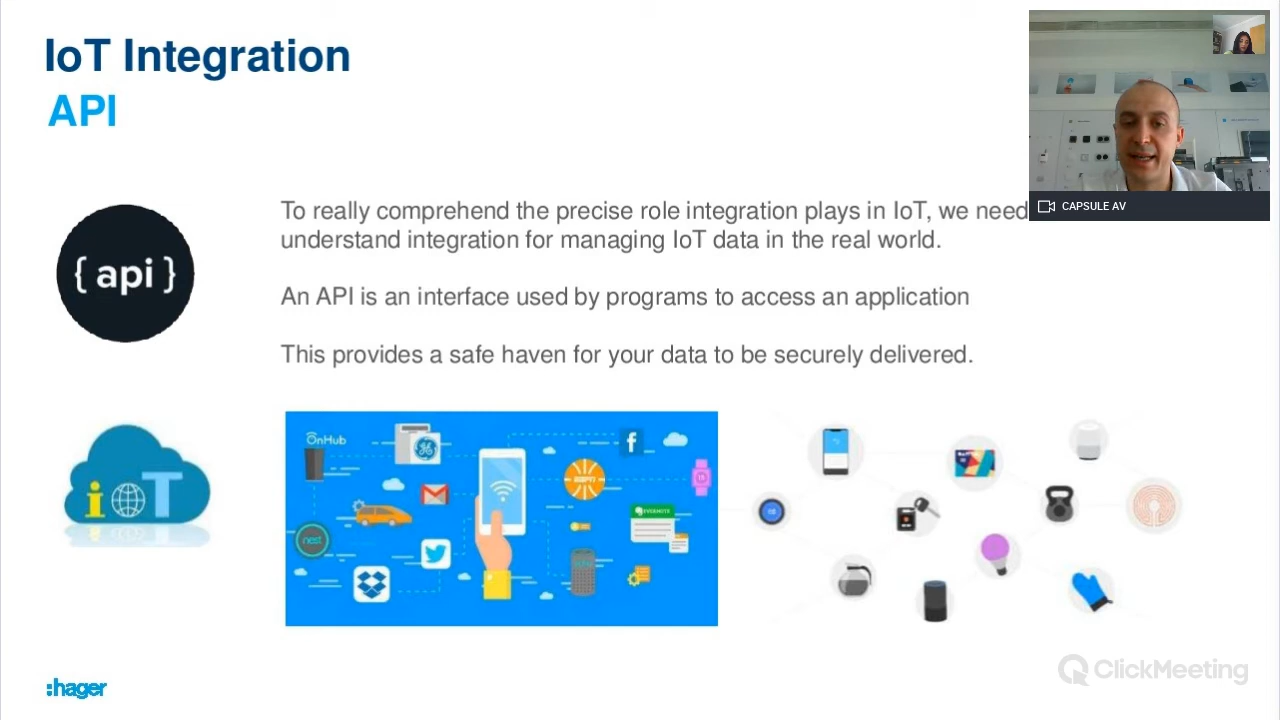 IoT Integration
API
CAPSULE AV
To really comprehend the precise role integration plays in IoT, we need
understand integration for managing IoT data in the real world.
{ api }
An API is an interface used by programs to access an application
This provides a safe haven for your data to be securely delivered.
OnHub
GE
f
ESPN
EVERNOTE
nest
ioT
:hager
ClickMeeting